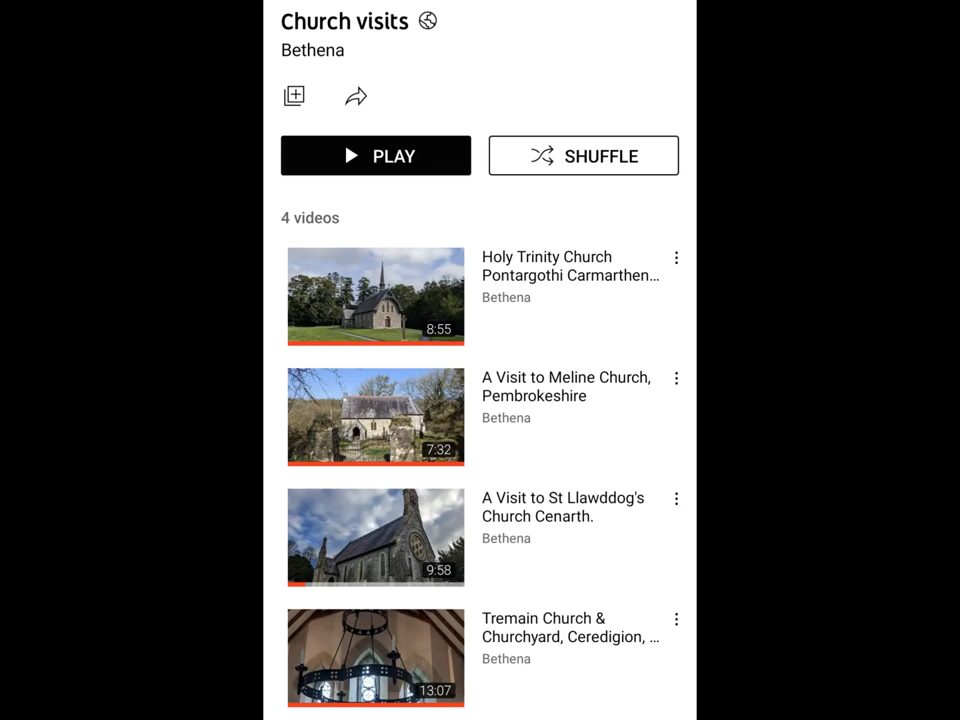 Church visits
Bethena
PLAY
SHUFFLE
4 videos
Holy Trinity Church
Pontargothi Carmarthen...
Bethena
8:55
A Visit to Meline Church,
Pembrokeshire
Bethena
7:32
A Visit to St Llawddog's
Church Cenarth.
Bethena
9:58
Tremain Church &
Churchyard, Ceredigion, ...
Bethena
13:07